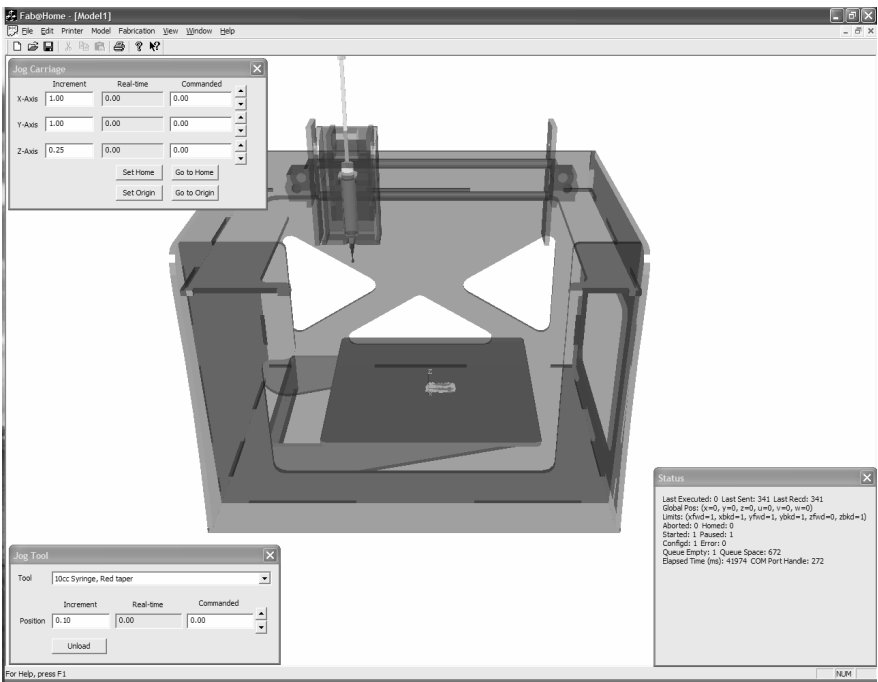 Fab@Home - [Model1]
File Edit Printer Model Fabrication View Window Help
Jog Carriage
Increment Real-time Commanded
X-Axis 1.00 0.00 0.00
Y-Axis 1.00 0.00 0.00
Z-Axis 0.25 0.00 0.00
Set Home Go to Home
Set Origin Go to Origin
Status
Last Executed: 0 Last Sent: 341 Last Recd: 341
Global Pos: (x=0, y=0, z=0, u=0, v=0, w=0)
Limits: (xfwd=1, xbkd=1, yfwd=1, ybkd=1, zfwd=0, zbkd=1)
Aborted: 0 Homed: 0
Started: 1 Paused: 1
Configd: 1 Error: 0
Queue Empty: 1 Queue Space: 672
Elapsed Time (ms): 41974 COM Port Handle: 272
Jog Tool
Tool 10cc Syringe, Red taper
Increment Real-time Commanded
Position 0.10 0.00 0.00
Unload
For Help, press F1
NUM